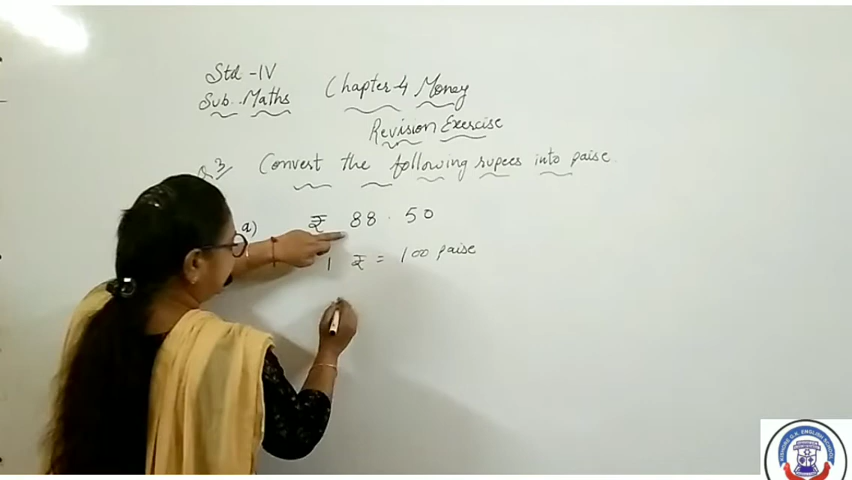 Std -IV
Sub. Maths
Chapter-4 Money
Revision Exercise
Q3 Convert the following rupees into paise.
a) ₹ 88.50
1 ₹ = 100 paise